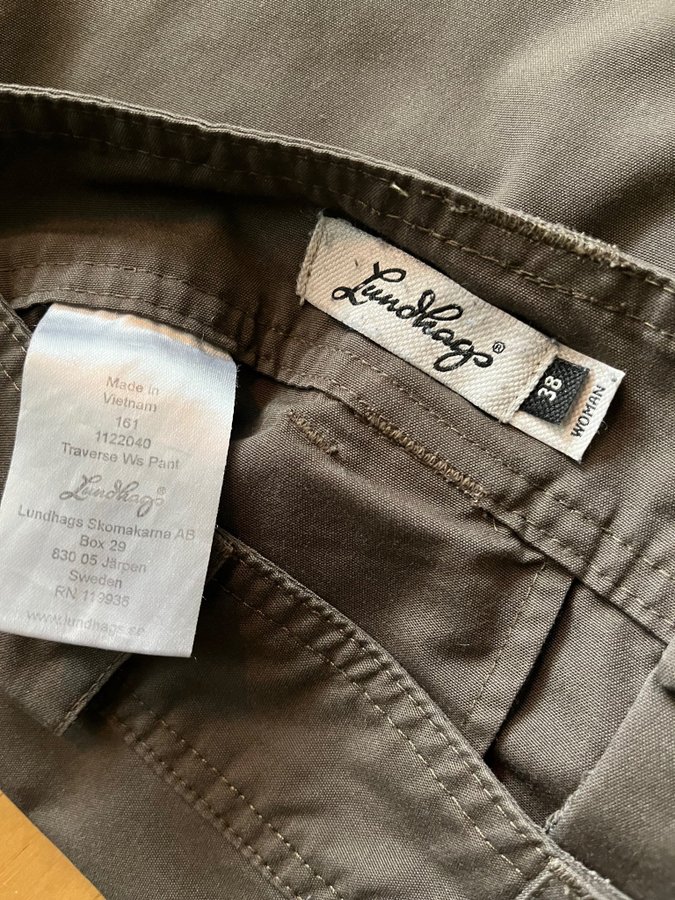 Lundhags®
38
WOMAN
Made in
Vietnam
161
1122040
Traverse Ws Pant
Lundhags®
Lundhags Skomakarna AB
Box 29
830 05 Järpen
Sweden
RN 119936
www.lundhags.se